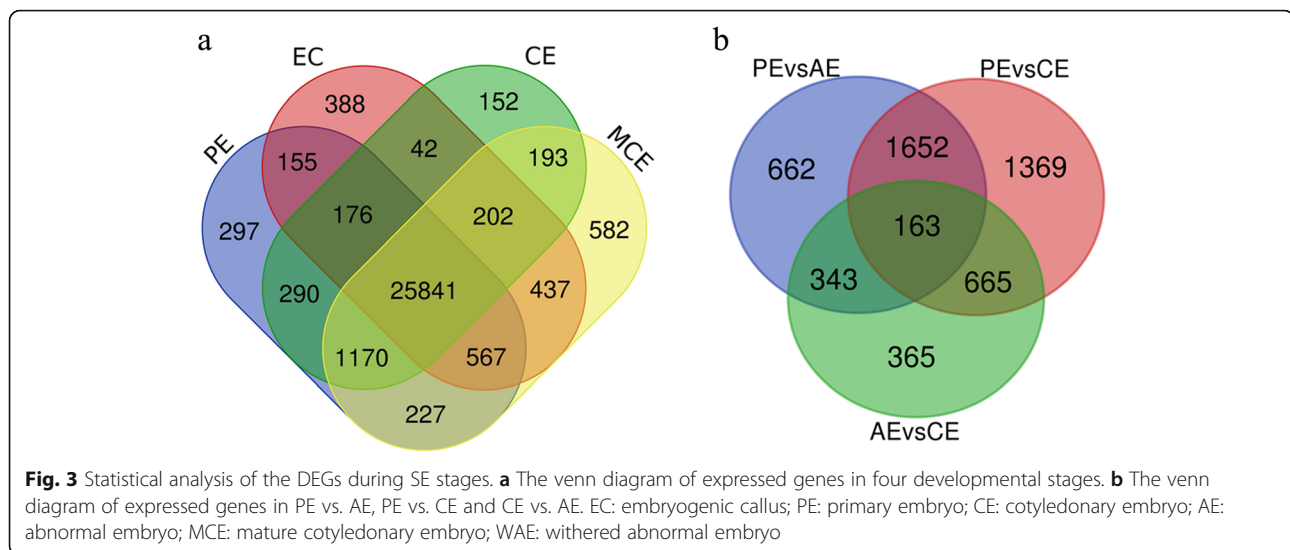 a
EC
CE
PE
MCE
388
152
155
42
193
297
176
202
582
290
25841
437
1170
567
227
b
PEvsAE
PEvsCE
662
1652
1369
163
343
665
365
AEvsCE
Fig. 3 Statistical analysis of the DEGs during SE stages. a The venn diagram of expressed genes in four developmental stages. b The venn
diagram of expressed genes in PE vs. AE, PE vs. CE and CE vs. AE. EC: embryogenic callus; PE: primary embryo; CE: cotyledonary embryo; AE:
abnormal embryo; MCE: mature cotyledonary embryo; WAE: withered abnormal embryo